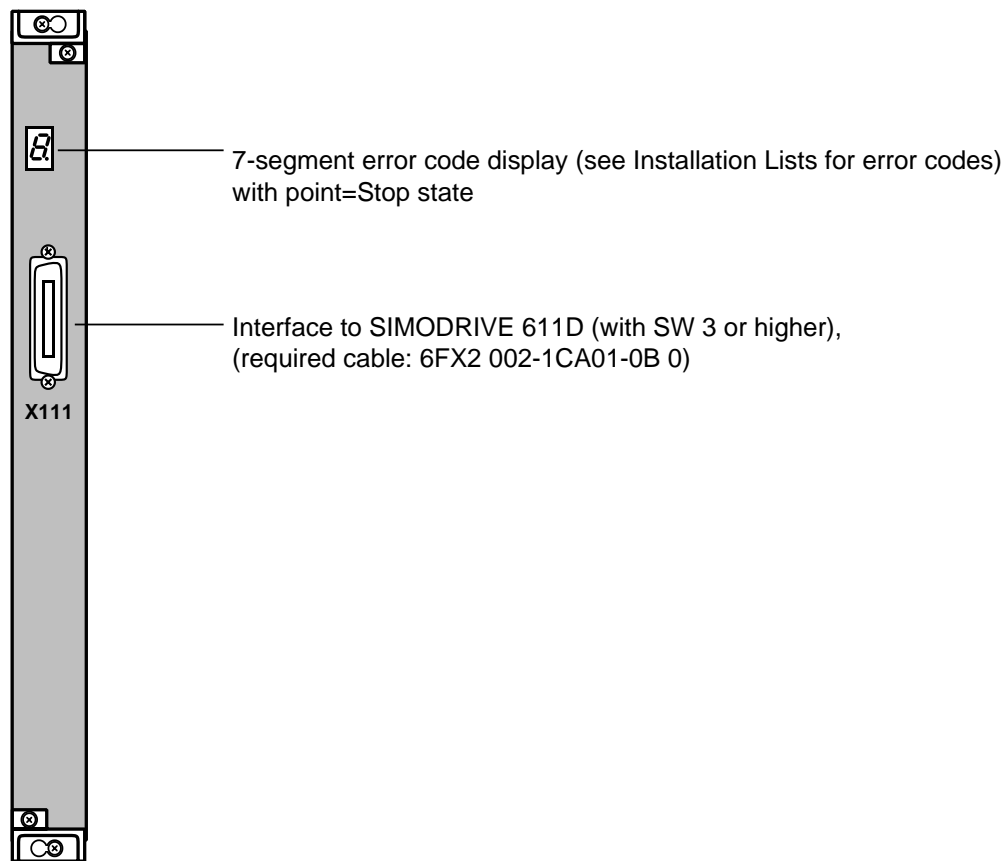 8.
7-segment error code display (see Installation Lists for error codes)
with point=Stop state
Interface to SIMODRIVE 611D (with SW 3 or higher),
(required cable: 6FX2 002-1CA01-0B 0)
X111